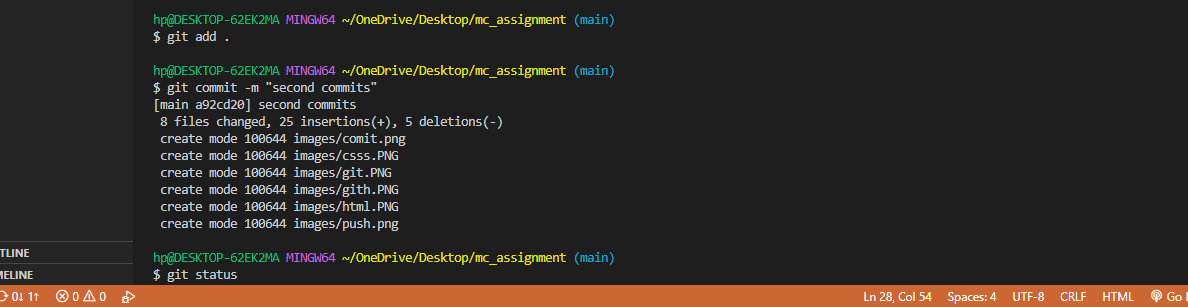 hp@DESKTOP-62EK2MA MINGW64 ~/OneDrive/Desktop/mc_assignment (main)
$ git add .
hp@DESKTOP-62EK2MA MINGW64 ~/OneDrive/Desktop/mc_assignment (main)
$ git commit -m "second commits"
[main a92cd20] second commits
8 files changed, 25 insertions(+), 5 deletions(-)
create mode 100644 images/comit.png
create mode 100644 images/csss.PNG
create mode 100644 images/git.PNG
create mode 100644 images/gith.PNG
create mode 100644 images/html.PNG
create mode 100644 images/push.png
TLINE
hp@DESKTOP-62EK2MA MINGW64 ~/OneDrive/Desktop/mc_assignment (main)
MELINE
$ git status
0↓ 1↑ 0 0 Ln 28, Col 54 Spaces: 4 UTF-8 CRLF HTML Go